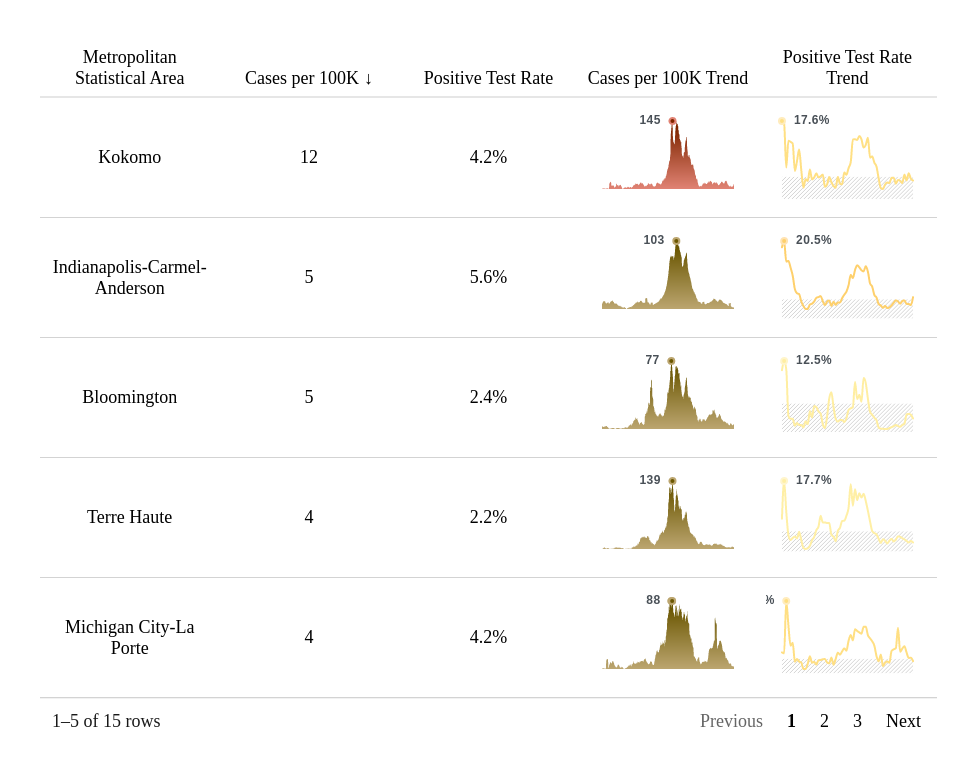 Metropolitan
Statistical Area
Cases per 100K ↓
Positive Test Rate
Cases per 100K Trend
Positive Test Rate
Trend
Kokomo
12
4.2%
145
17.6%
Indianapolis-Carmel-
Anderson
5
5.6%
103
20.5%
Bloomington
5
2.4%
77
12.5%
Terre Haute
4
2.2%
139
17.7%
Michigan City-La
Porte
4
4.2%
88
%
1–5 of 15 rows
Previous 1 2 3 Next